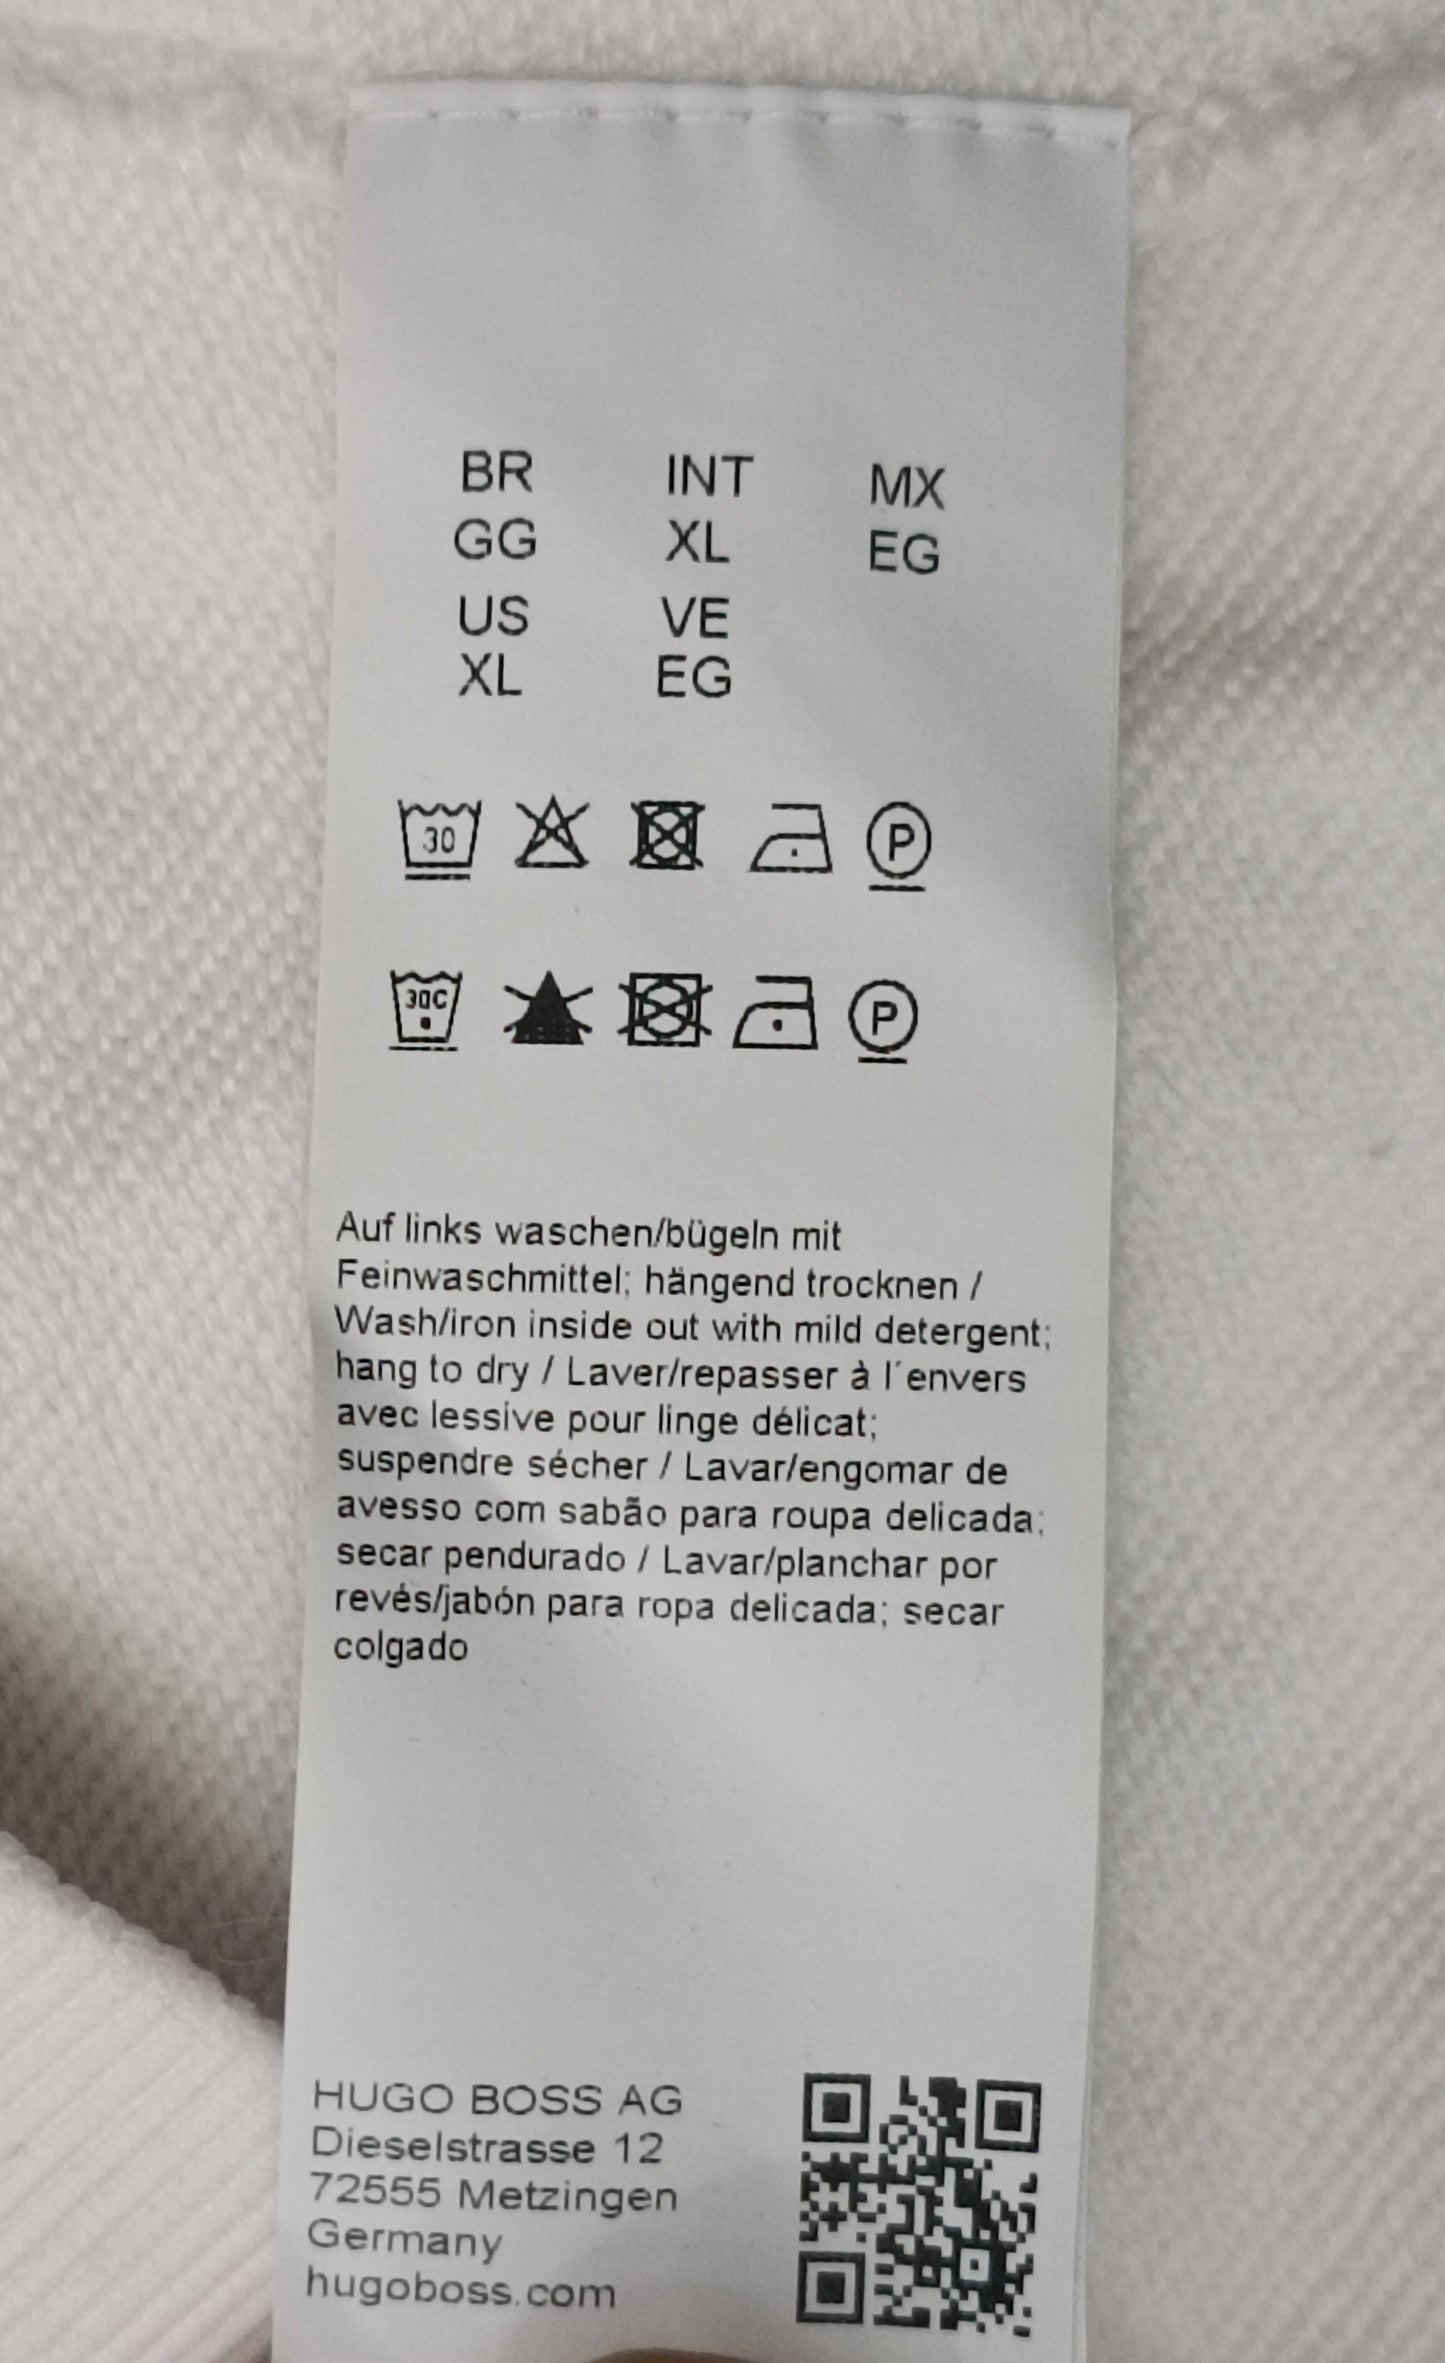 BR INT MX
GG XL EG
US VE
XL EG
30 P
30C P
Auf links waschen/bügeln mit
Feinwaschmittel; hängend trocknen /
Wash/iron inside out with mild detergent;
hang to dry / Laver/repasser à l´envers
avec lessive pour linge délicat;
suspendre sécher / Lavar/engomar de
avesso com sabão para roupa delicada;
secar pendurado / Lavar/planchar por
revés/jabón para ropa delicada; secar
colgado
HUGO BOSS AG
Dieselstrasse 12
72555 Metzingen
Germany
hugoboss.com